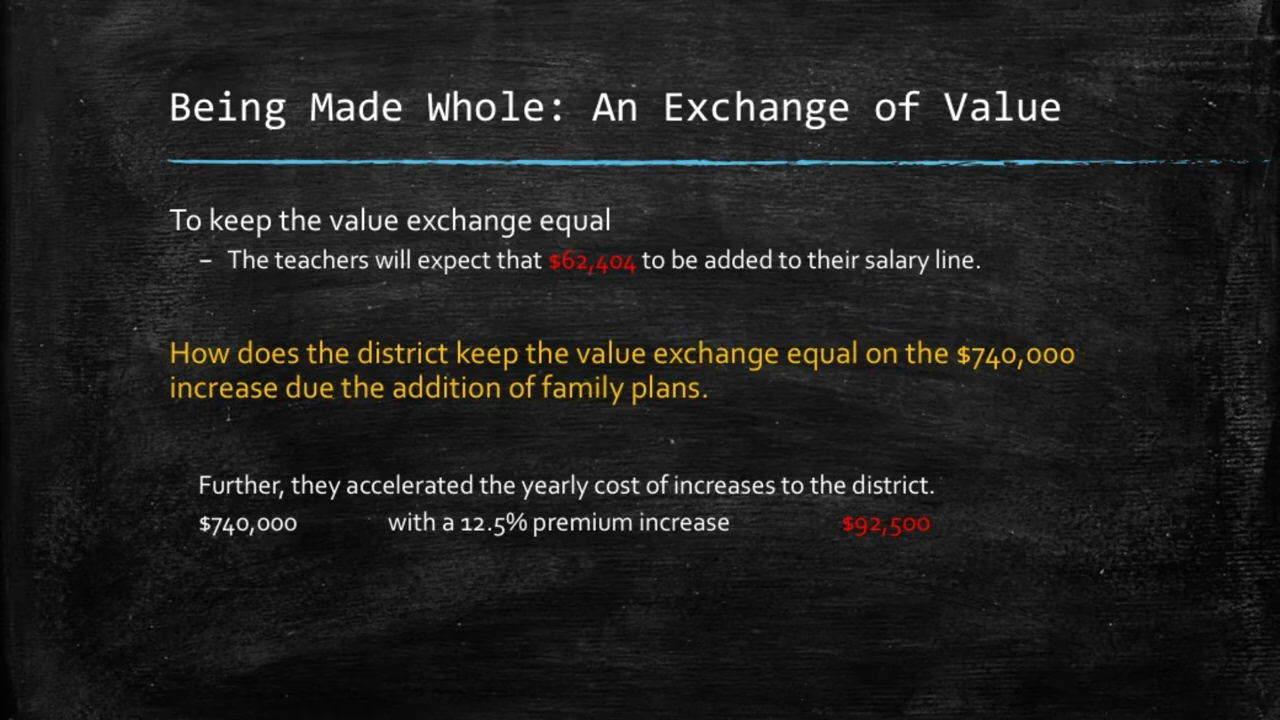 Being Made Whole: An Exchange of Value
To keep the value exchange equal
– The teachers will expect that $62,404 to be added to their salary line.
How does the district keep the value exchange equal on the $740,000
increase due the addition of family plans.
Further, they accelerated the yearly cost of increases to the district.
$740,000 with a 12.5% premium increase $92,500